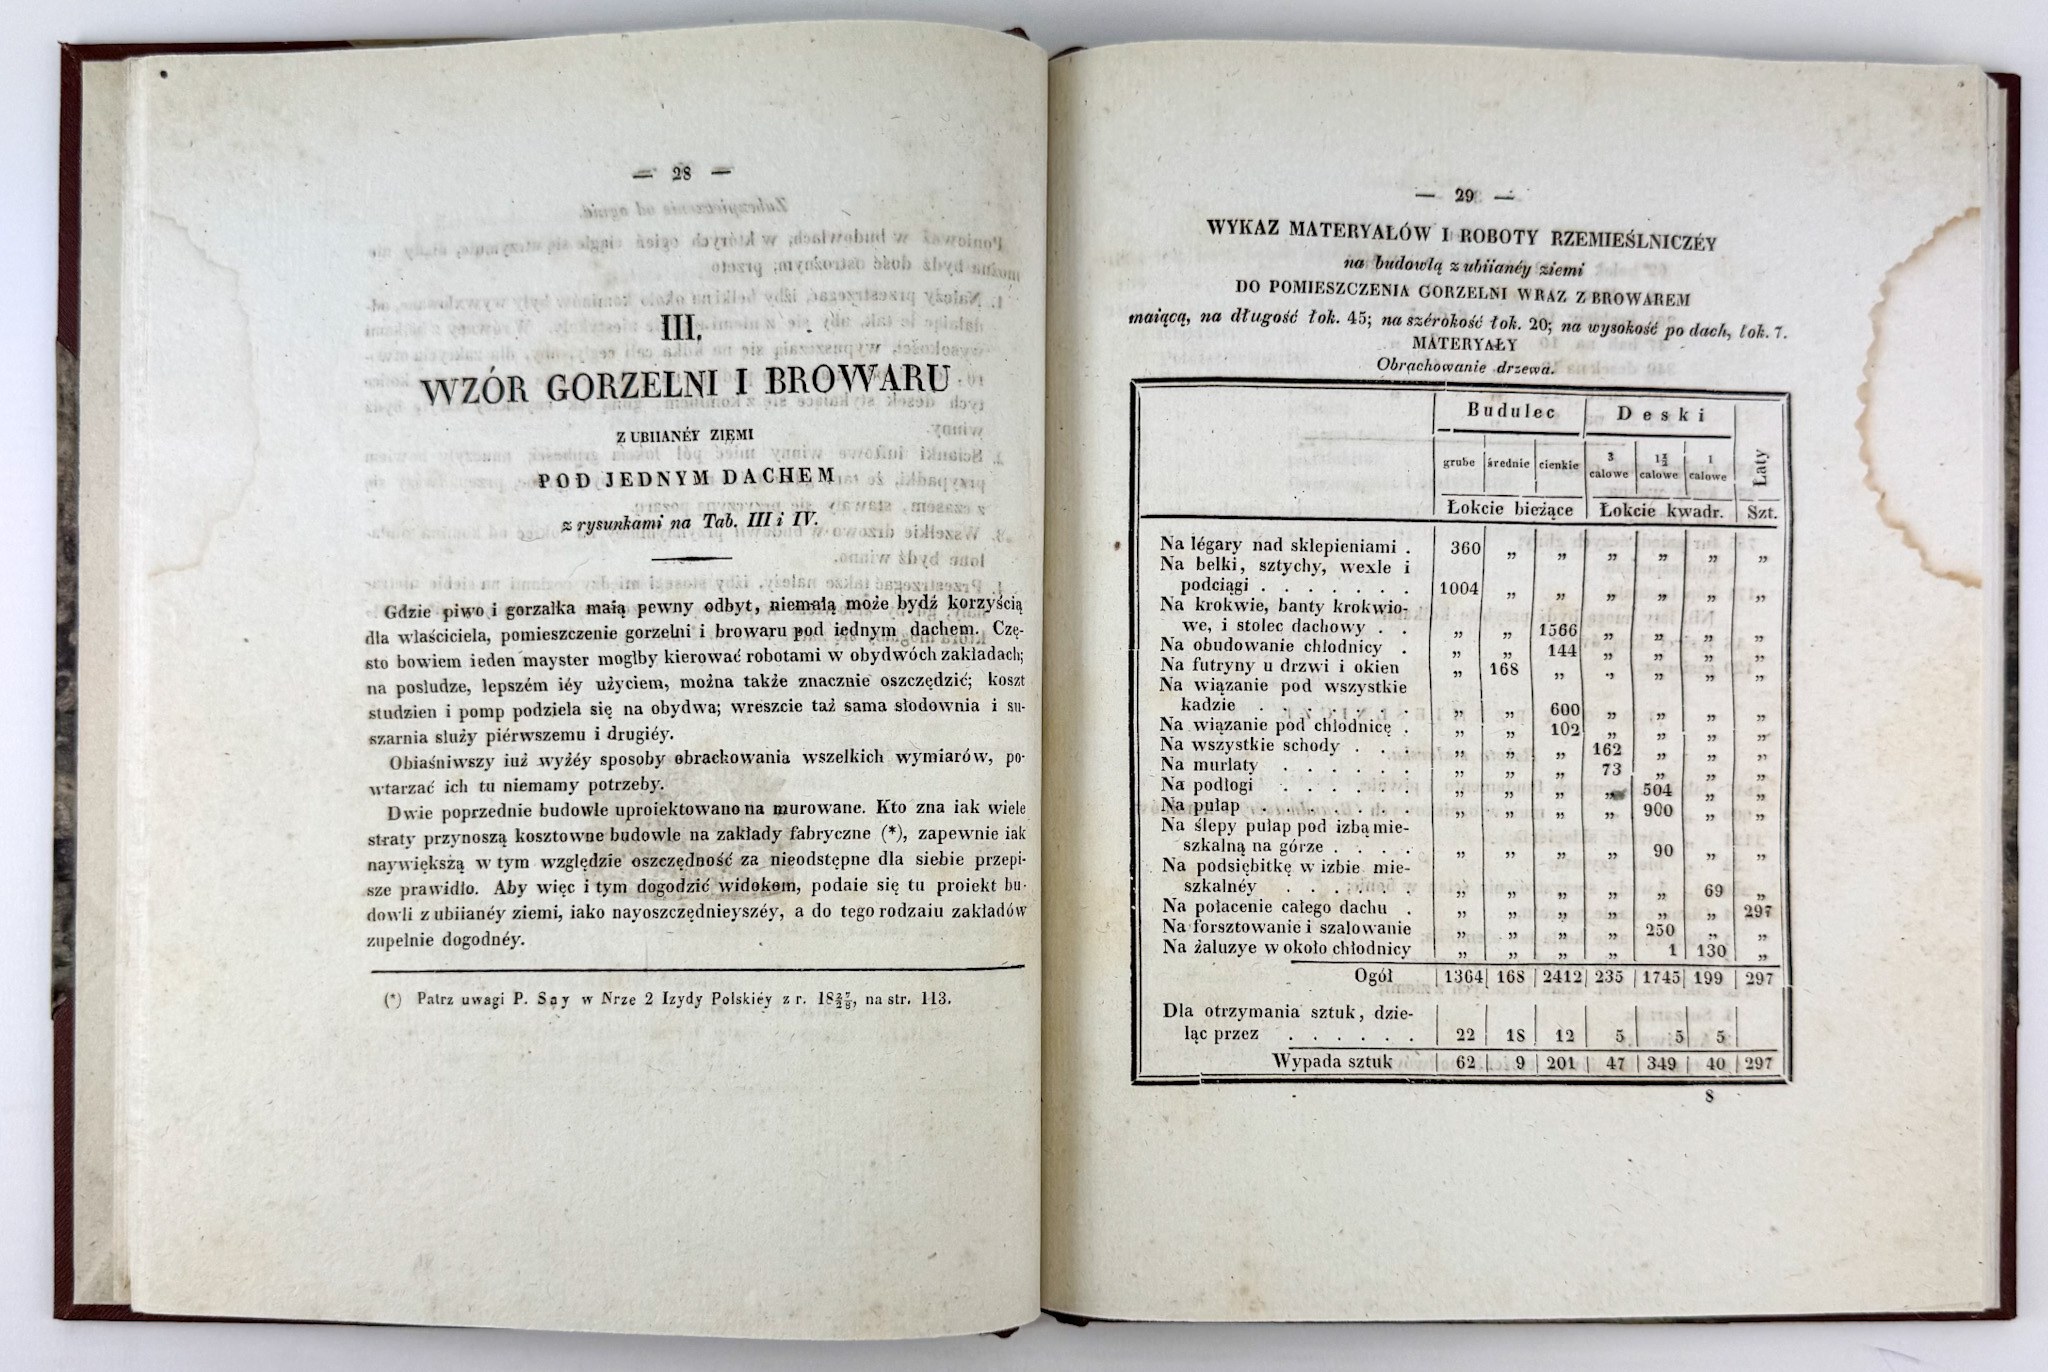 — 28 —
III.
WZÓR GORZELNI I BROWARU
Z UBIIANÉY ZIEMI
POD JEDNYM DACHEM
z rysunkami na Tab. III i IV.
Gdzie piwo i gorzałka maią pewny odbyt, niemałą może bydź korzyścią
dla właściciela, pomieszczenie gorzelni i browaru pod iednym dachem. Czę-
sto bowiem ieden mayster mogłby kierować robotami w obydwóch zakładach;
na posłudze, lepszém iéy użyciem, można także znacznie oszczędzić; koszt
studzien i pomp podziela się na obydwa; wreszcie taż sama słodownia i su-
szarnia służy piérwszemu i drugiéy.
Obiaśniwszy iuż wyżéy sposoby obrachowania wszelkich wymiarów, po-
wtarzać ich tu niemamy potrzeby.
Dwie poprzednie budowle uproiektowano na murowane. Kto zna iak wiele
straty przynoszą kosztowne budowle na zakłady fabryczne (*), zapewnie iak
naywiększą w tym względzie oszczędność za nieodstępne dla siebie przepi-
sze prawidło. Aby więc i tym dogodzić widokom, podaie się tu proiekt bu-
dowli z ubiianéy ziemi, iako nayoszczędnieyszéy, a do tego rodzaiu zakładów
zupełnie dogodnéy.
(*) Patrz uwagi P. Say w Nrze 2 Izydy Polskiéy z r. 18 27/28, na str. 113.
— 29 —
WYKAZ MATERYAŁÓW I ROBOTY RZEMIEŚLNICZÉY
na budowlą z ubiianéy ziemi
DO POMIESZCZENIA GORZELNI WRAZ Z BROWAREM
maiącą, na długość łok. 45; na szérokość łok. 20; na wysokość po dach, łok. 7.
MATERYAŁY
Obrachowanie drzewa.
Budulec Deski Łaty
grube średnie cienkie 3 calowe 1½ calowe 1 calowe
Łokcie bieżące Łokcie kwadr. Szt.
Na légary nad sklepieniami . 360 „ „ „ „ „ „
Na belki, sztychy, wexle i
podciągi . . . . . . . 1004 „ „ „ „ „ „
Na krokwie, banty krokwio-
we, i stolec dachowy . . „ „ 1566 „ „ „ „
Na obudowanie chłodnicy . „ „ 144 „ „ „ „
Na futryny u drzwi i okien „ 168 „ „ „ „ „
Na wiązanie pod wszystkie
kadzie . . . . . . . „ „ 600 „ „ „ „
Na wiązanie pod chłodnicę . „ „ 102 „ „ „ „
Na wszystkie schody . . . „ „ „ 162 „ „ „
Na murłaty . . . . . . „ „ „ 73 „ „ „
Na podłogi . . . . . . „ „ „ „ 504 „ „
Na pułap . . . . . . . „ „ „ „ 900 „ „
Na ślepy pułap pod izbą mie-
szkalną na górze . . . . „ „ „ „ 90 „ „
Na podsiębitkę w izbie mie-
szkalnéy . . . . . . „ „ „ „ „ 69 „
Na połacenie całego dachu . „ „ „ „ „ „ 297
Na forsztowanie i szalowanie „ „ „ „ 250 „ „
Na żaluzye w około chłodnicy „ „ „ „ 1 130 „
Ogół 1364 168 2412 235 1745 199 297
Dla otrzymania sztuk, dzie-
ląc przez . . . . . . 22 18 12 5 5 5
Wypada sztuk 62 9 201 47 349 40 297
8